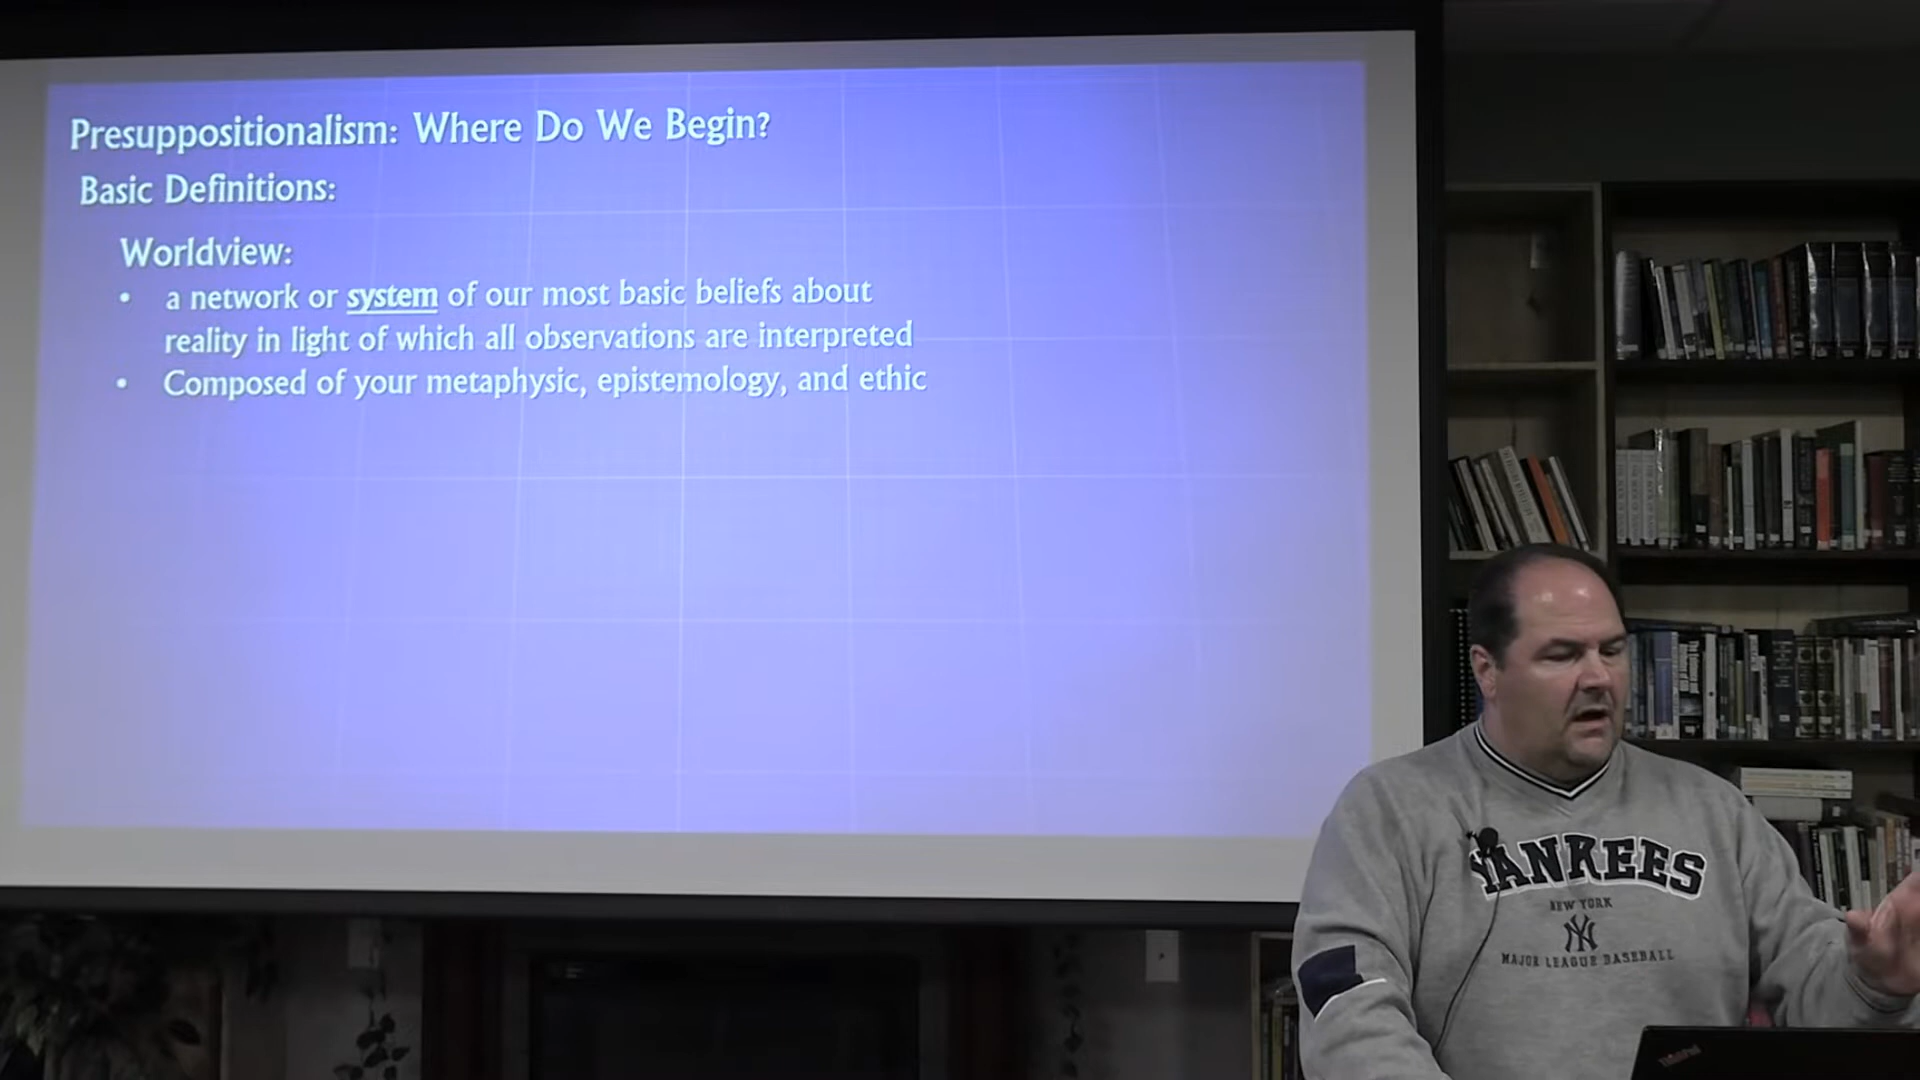 Presuppositionalism: Where Do We Begin?
Basic Definitions:
Worldview:
• a network or system of our most basic beliefs about
reality in light of which all observations are interpreted
• Composed of your metaphysic, epistemology, and ethic
YANKEES
NEW YORK
NY
MAJOR LEAGUE BASEBALL
ThinkPad